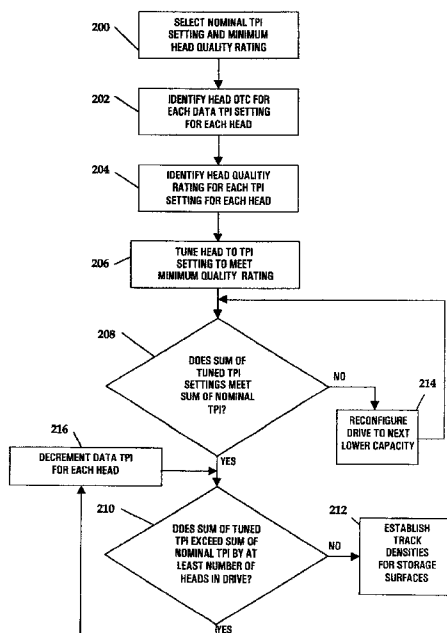 200
SELECT NOMINAL TPI
SETTING AND MINIMUM
HEAD QUALITY RATING
202
IDENTIFY HEAD OTC FOR
EACH DATA TPI SETTING
FOR EACH HEAD
204
IDENTIFY HEAD QUALITIY
RATING FOR EACH TPI
SETTING FOR EACH HEAD
206
TUNE HEAD TO TPI
SETTING TO MEET
MINIMUM QUALITY RATING
208
DOES SUM OF
TUNED TPI
SETTINGS MEET
SUM OF NOMINAL
TPI?
NO
214
RECONFIGURE
DRIVE TO NEXT
LOWER CAPACITY
YES
216
DECREMENT DATA TPI
FOR EACH HEAD
210
DOES SUM OF TUNED
TPI EXCEED SUM OF
NOMINAL TPI BY AT
LEAST NUMBER OF
HEADS IN DRIVE?
NO
212
ESTABLISH
TRACK
DENSITIES
FOR STORAGE
SURFACES
YES